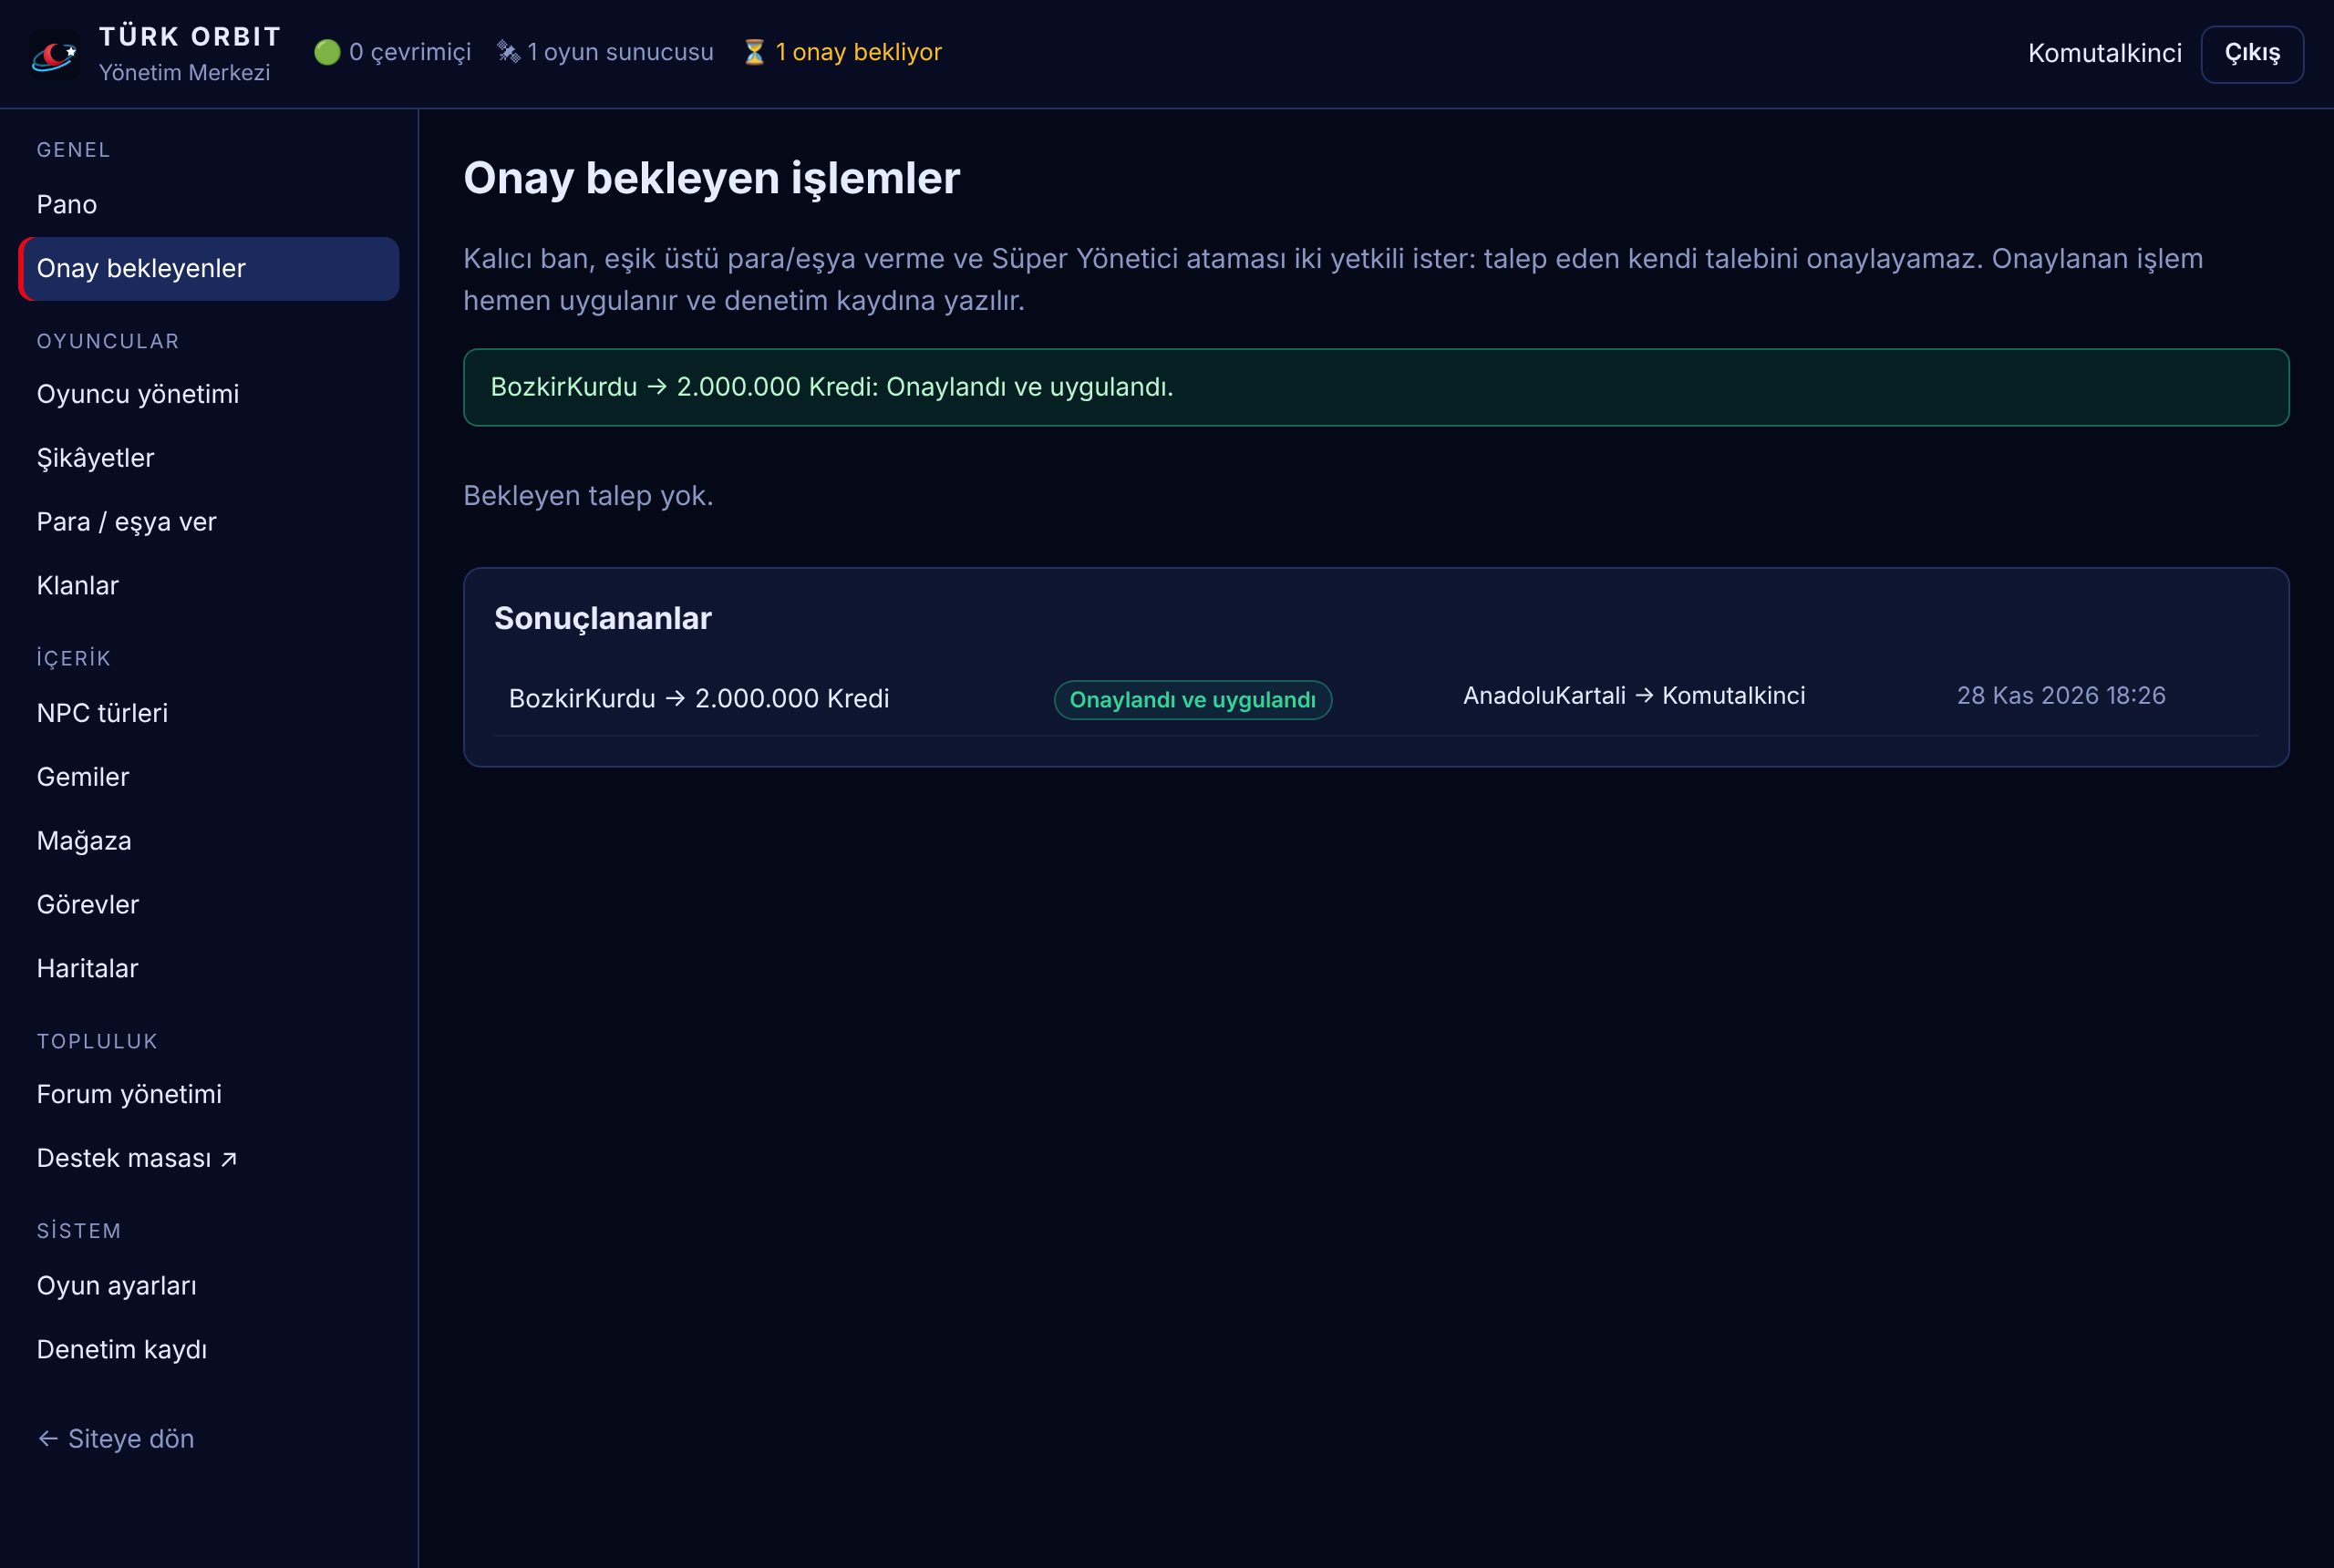 TÜRK ORBIT
Yönetim Merkezi
0 çevrimiçi
1 oyun sunucusu
1 onay bekliyor
Komutalkinci
Çıkış
GENEL
Pano
Onay bekleyenler
OYUNCULAR
Oyuncu yönetimi
Şikâyetler
Para / eşya ver
Klanlar
İÇERİK
NPC türleri
Gemiler
Mağaza
Görevler
Haritalar
TOPLULUK
Forum yönetimi
Destek masası ↗
SİSTEM
Oyun ayarları
Denetim kaydı
← Siteye dön
Onay bekleyen işlemler
Kalıcı ban, eşik üstü para/eşya verme ve Süper Yönetici ataması iki yetkili ister: talep eden kendi talebini onaylayamaz. Onaylanan işlem
hemen uygulanır ve denetim kaydına yazılır.
BozkirKurdu → 2.000.000 Kredi: Onaylandı ve uygulandı.
Bekleyen talep yok.
Sonuçlananlar
BozkirKurdu → 2.000.000 Kredi
Onaylandı ve uygulandı
AnadoluKartali → Komutalkinci
28 Kas 2026 18:26